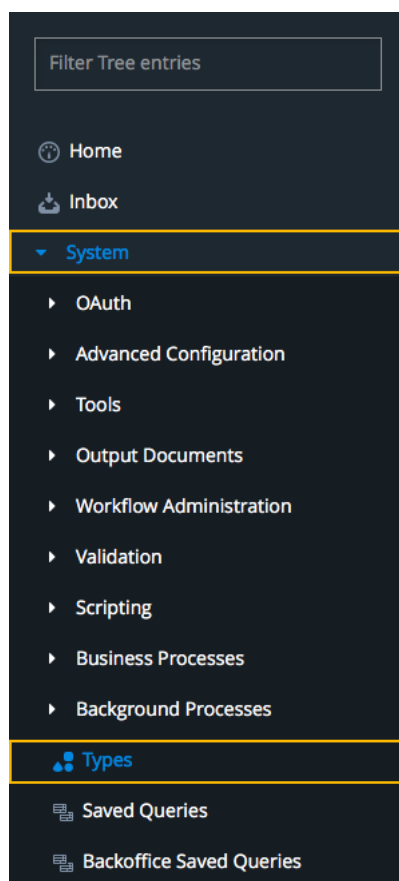 Filter Tree entries
Home
Inbox
System
OAuth
Advanced Configuration
Tools
Output Documents
Workflow Administration
Validation
Scripting
Business Processes
Background Processes
Types
Saved Queries
Backoffice Saved Queries